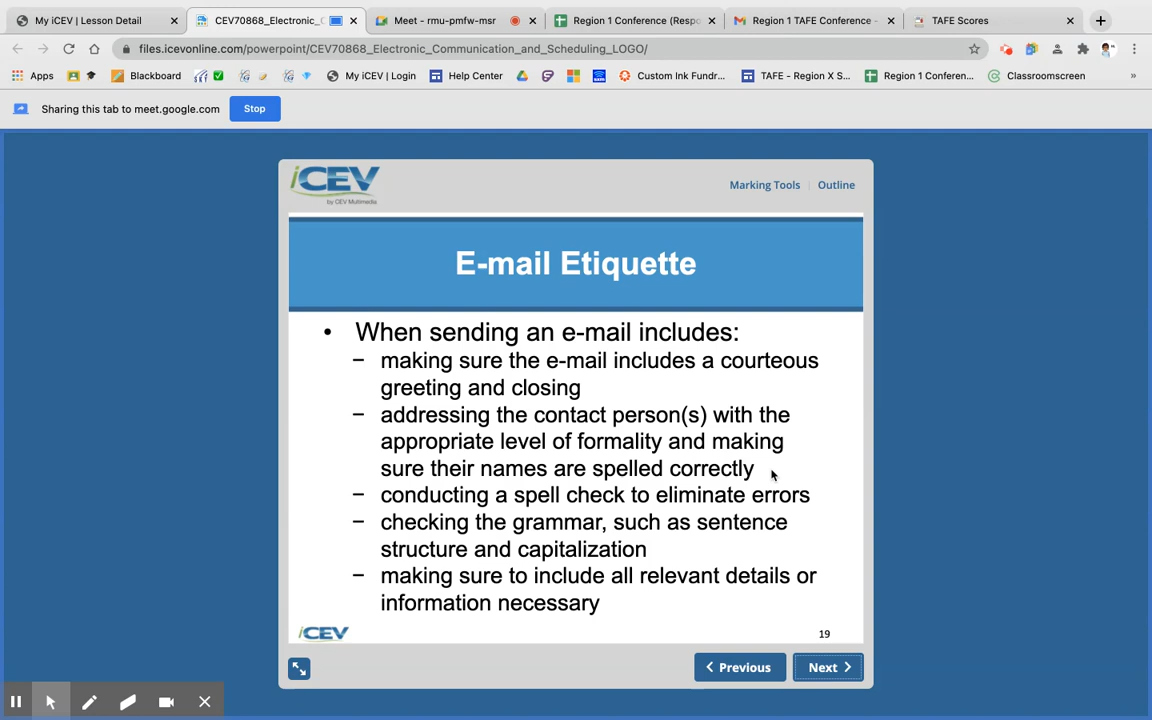 My iCEV | Lesson Detail
CEV70868_Electronic_C
Meet - rmu-pmfw-msr
Region 1 Conference (Respo
Region 1 TAFE Conference -
TAFE Scores
files.icevonline.com/powerpoint/CEV70868_Electronic_Communication_and_Scheduling_LOGO/
Apps
Blackboard
My iCEV | Login
Help Center
Custom Ink Fundr...
TAFE - Region X S...
Region 1 Conferen...
Classroomscreen
»
Sharing this tab to meet.google.com
Stop
iCEV
by CEV Multimedia
Marking Tools | Outline
E-mail Etiquette
• When sending an e-mail includes:
– making sure the e-mail includes a courteous
greeting and closing
– addressing the contact person(s) with the
appropriate level of formality and making
sure their names are spelled correctly
– conducting a spell check to eliminate errors
– checking the grammar, such as sentence
structure and capitalization
– making sure to include all relevant details or
information necessary
iCEV
19
Previous
Next